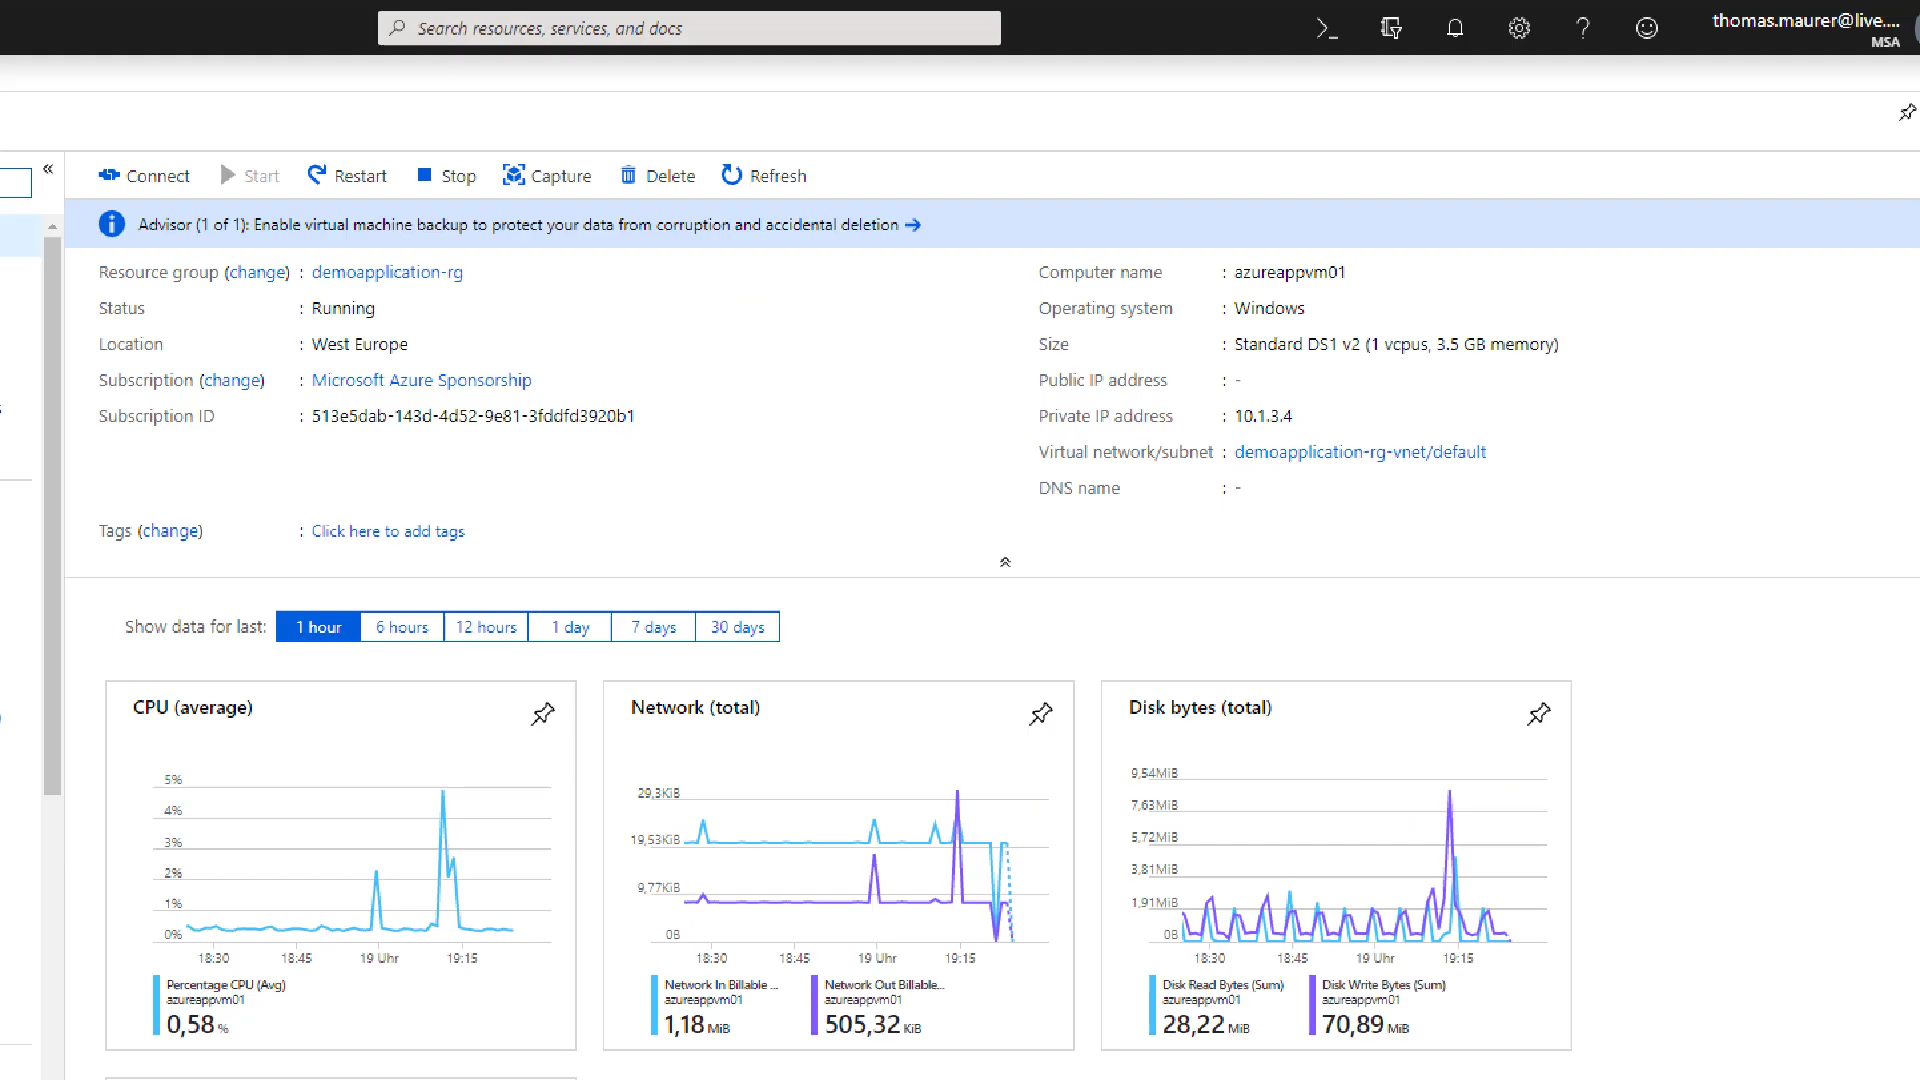 Search resources, services, and docs
thomas.maurer@live....
MSA
Connect Start Restart Stop Capture Delete Refresh
Advisor (1 of 1): Enable virtual machine backup to protect your data from corruption and accidental deletion →
Resource group (change) : demoapplication-rg
Status : Running
Location : West Europe
Subscription (change) : Microsoft Azure Sponsorship
Subscription ID : 513e5dab-143d-4d52-9e81-3fddfd3920b1
Computer name : azureappvm01
Operating system : Windows
Size : Standard DS1 v2 (1 vcpus, 3.5 GB memory)
Public IP address : -
Private IP address : 10.1.3.4
Virtual network/subnet : demoapplication-rg-vnet/default
DNS name : -
Tags (change) : Click here to add tags
Show data for last: 1 hour 6 hours 12 hours 1 day 7 days 30 days
CPU (average)
5%
4%
3%
2%
1%
0%
18:30 18:45 19 Uhr 19:15
Percentage CPU (Avg)
azureappvm01
0,58 %
Network (total)
29,3KiB
19,53KiB
9,77KiB
0B
18:30 18:45 19 Uhr 19:15
Network In Billable ...
azureappvm01
1,18 MiB
Network Out Billable...
azureappvm01
505,32 KiB
Disk bytes (total)
9,54MiB
7,63MiB
5,72MiB
3,81MiB
1,91MiB
0B
18:30 18:45 19 Uhr 19:15
Disk Read Bytes (Sum)
azureappvm01
28,22 MiB
Disk Write Bytes (Sum)
azureappvm01
70,89 MiB